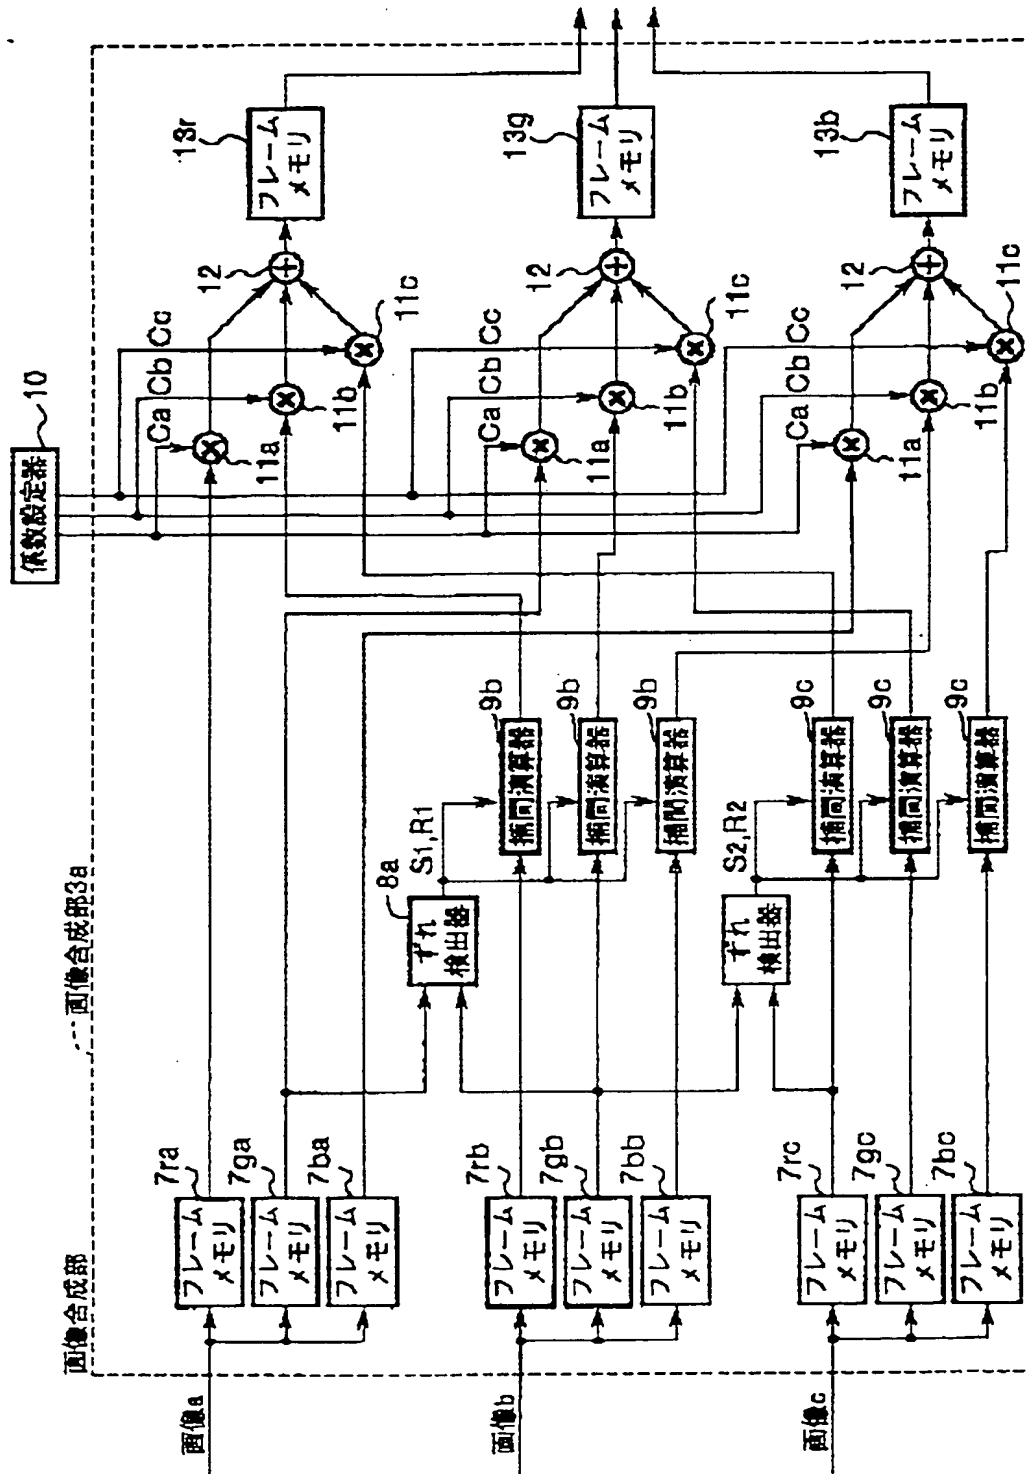 画像合成部
画像合成部3a
係数設定器
10
画像a
フレーム
メモリ
7ra
フレーム
メモリ
7ga
フレーム
メモリ
7ba
画像b
フレーム
メモリ
7rb
フレーム
メモリ
7gb
フレーム
メモリ
7bb
画像c
フレーム
メモリ
7rc
フレーム
メモリ
7gc
フレーム
メモリ
7bc
ずれ
検出器
8a
S1,R1
ずれ
検出器
S2,R2
補間演算器
9b
補間演算器
9b
補間演算器
9b
補間演算器
9c
補間演算器
9c
補間演算器
9c
Ca
Cb
Cc
11a
11b
11c
12
フレーム
メモリ
13r
Ca
Cb
Cc
11a
11b
11c
12
フレーム
メモリ
13g
Ca
Cb
Cc
11a
11b
11c
12
フレーム
メモリ
13b